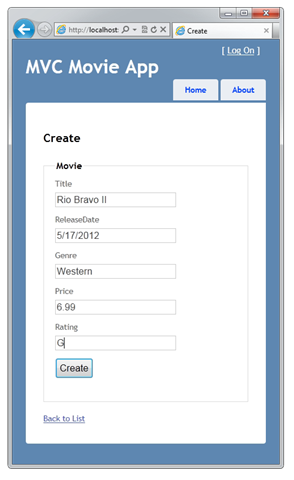 http://localhost:
Create
[ Log On ]
MVC Movie App
Home
About
Create
Movie
Title
Rio Bravo II
ReleaseDate
5/17/2012
Genre
Western
Price
6.99
Rating
G
Create
Back to List